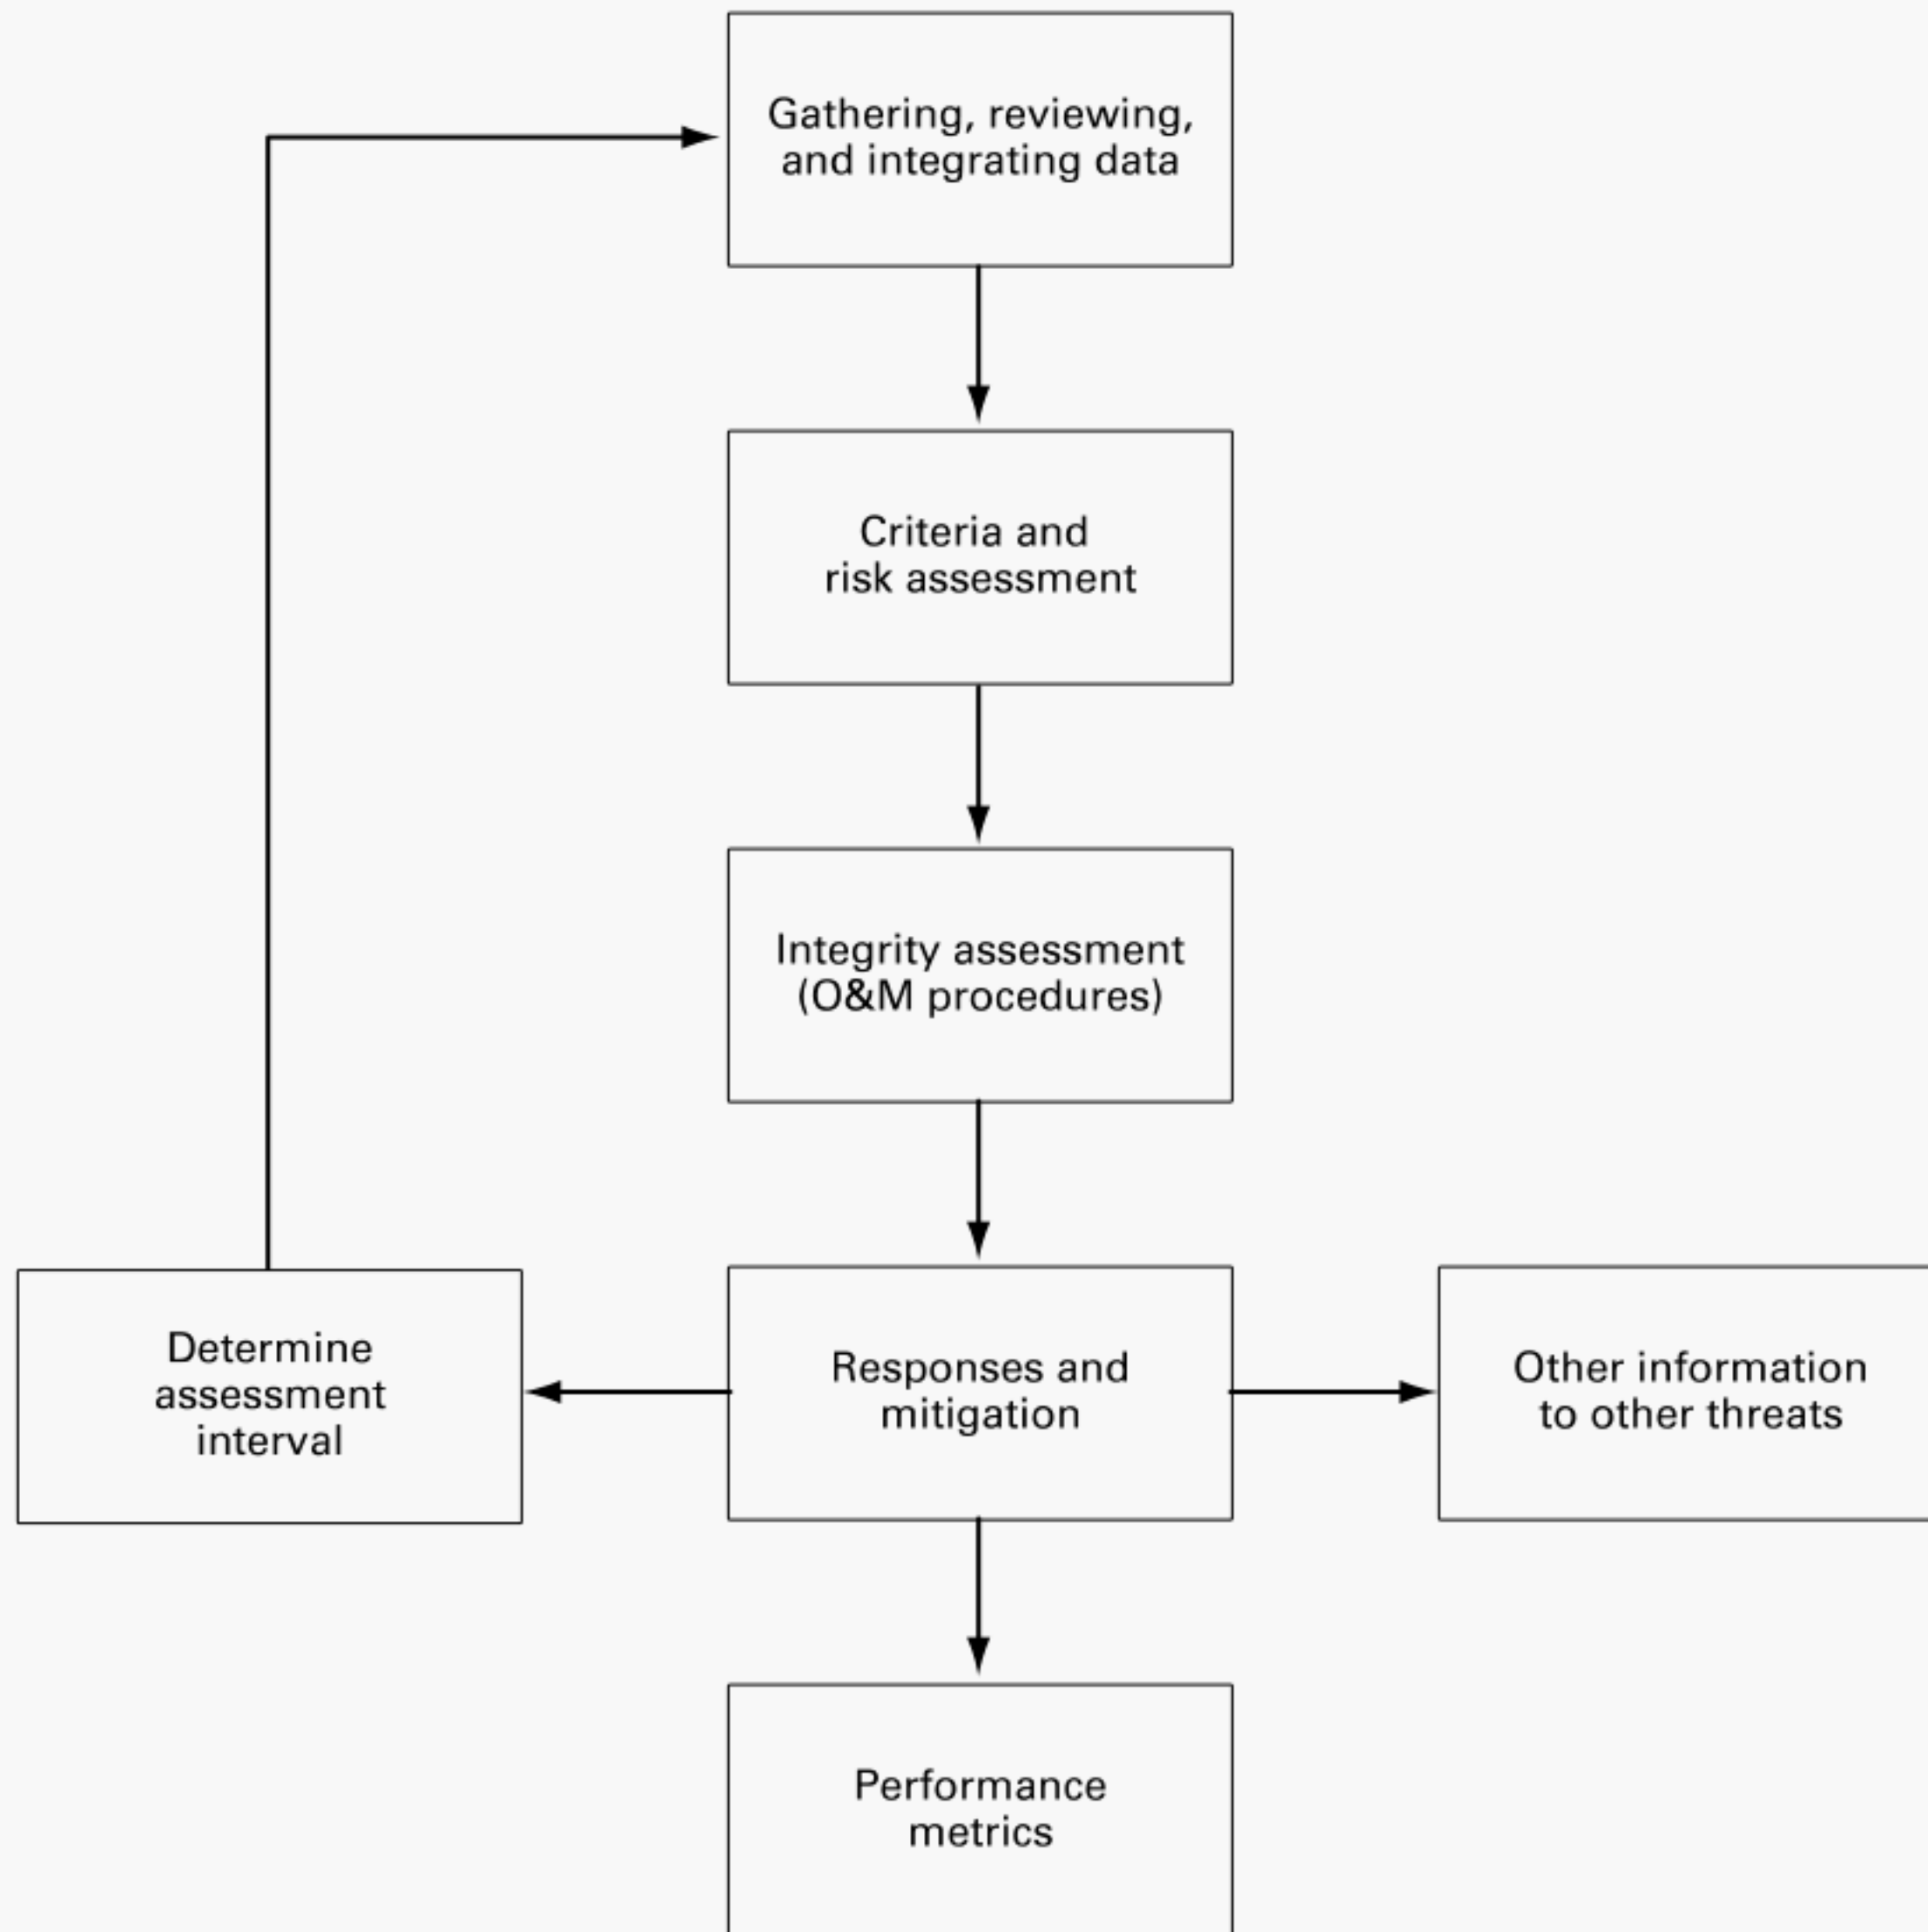 Gathering, reviewing,
and integrating data
Criteria and
risk assessment
Integrity assessment
(O&M procedures)
Determine
assessment
interval
Responses and
mitigation
Other information
to other threats
Performance
metrics